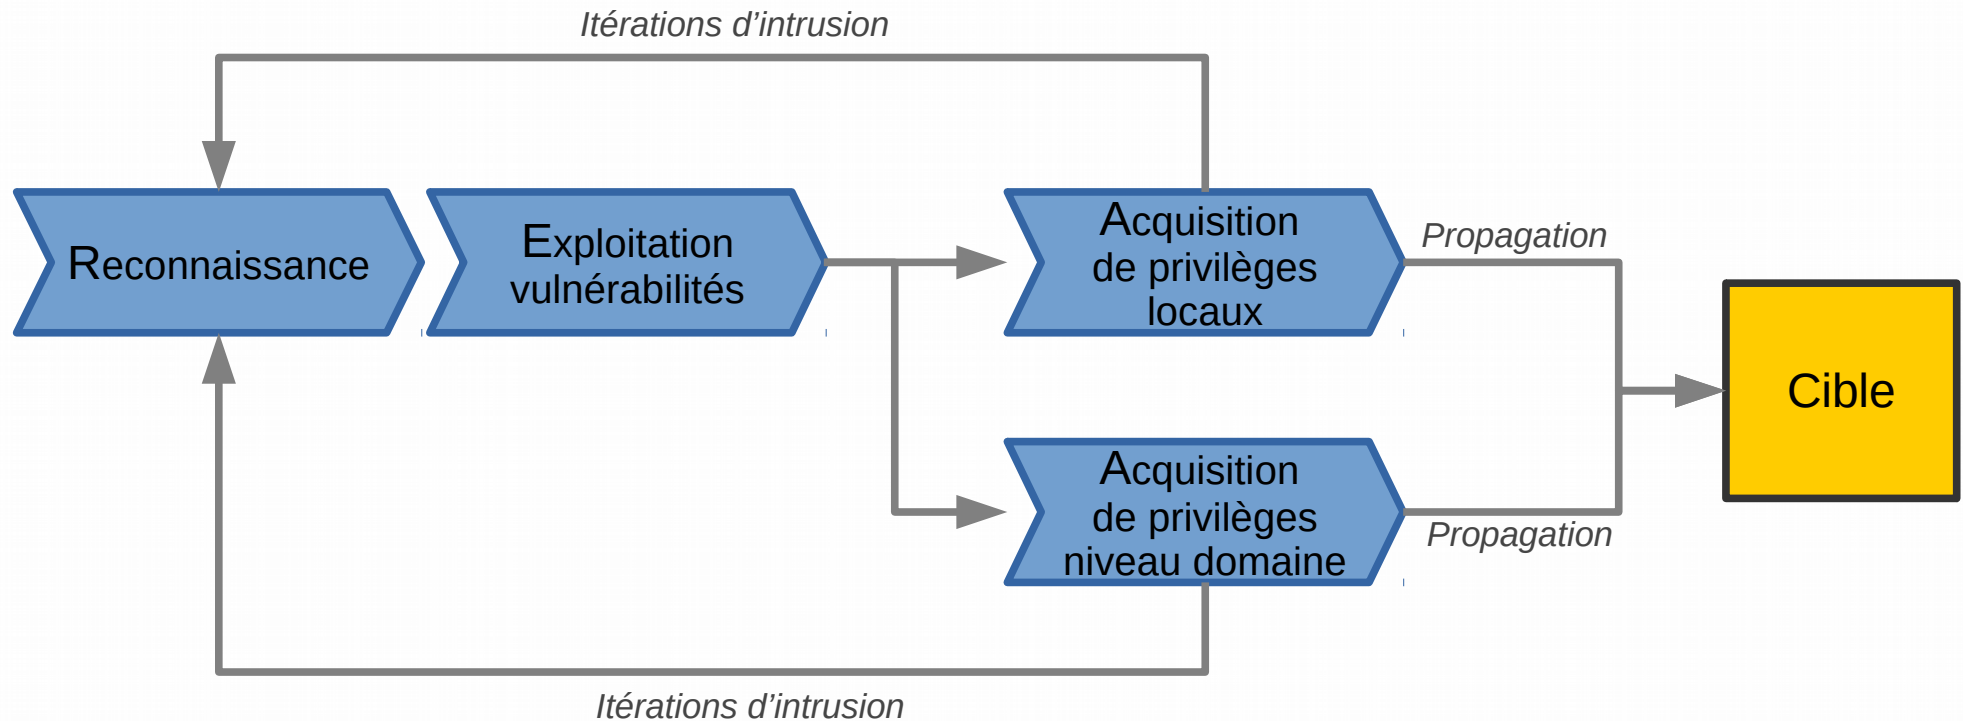 Itérations d’intrusion
Reconnaissance
Exploitation
vulnérabilités
Acquisition
de privilèges
locaux
Propagation
Cible
Acquisition
de privilèges
niveau domaine
Propagation
Itérations d’intrusion